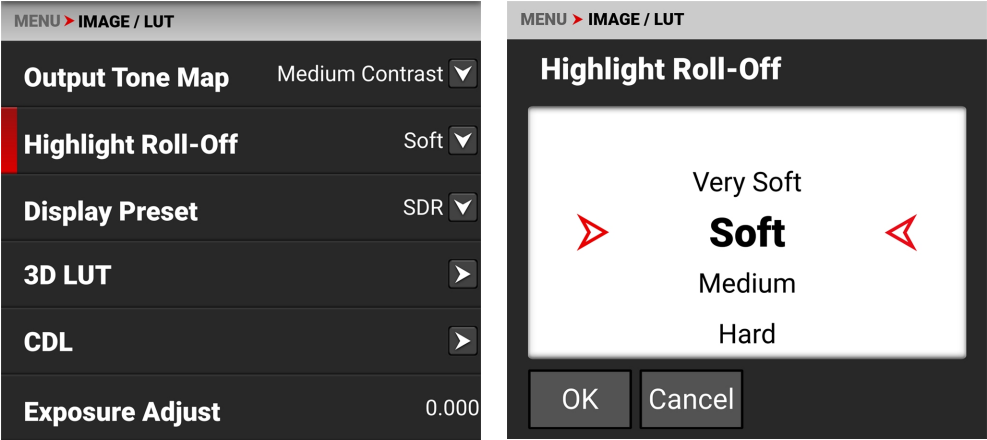 MENU IMAGE / LUT
Output Tone Map Medium Contrast
Highlight Roll-Off Soft
Display Preset SDR
3D LUT
CDL
Exposure Adjust 0.000
MENU IMAGE / LUT
Highlight Roll-Off
Very Soft
Soft
Medium
Hard
OK Cancel